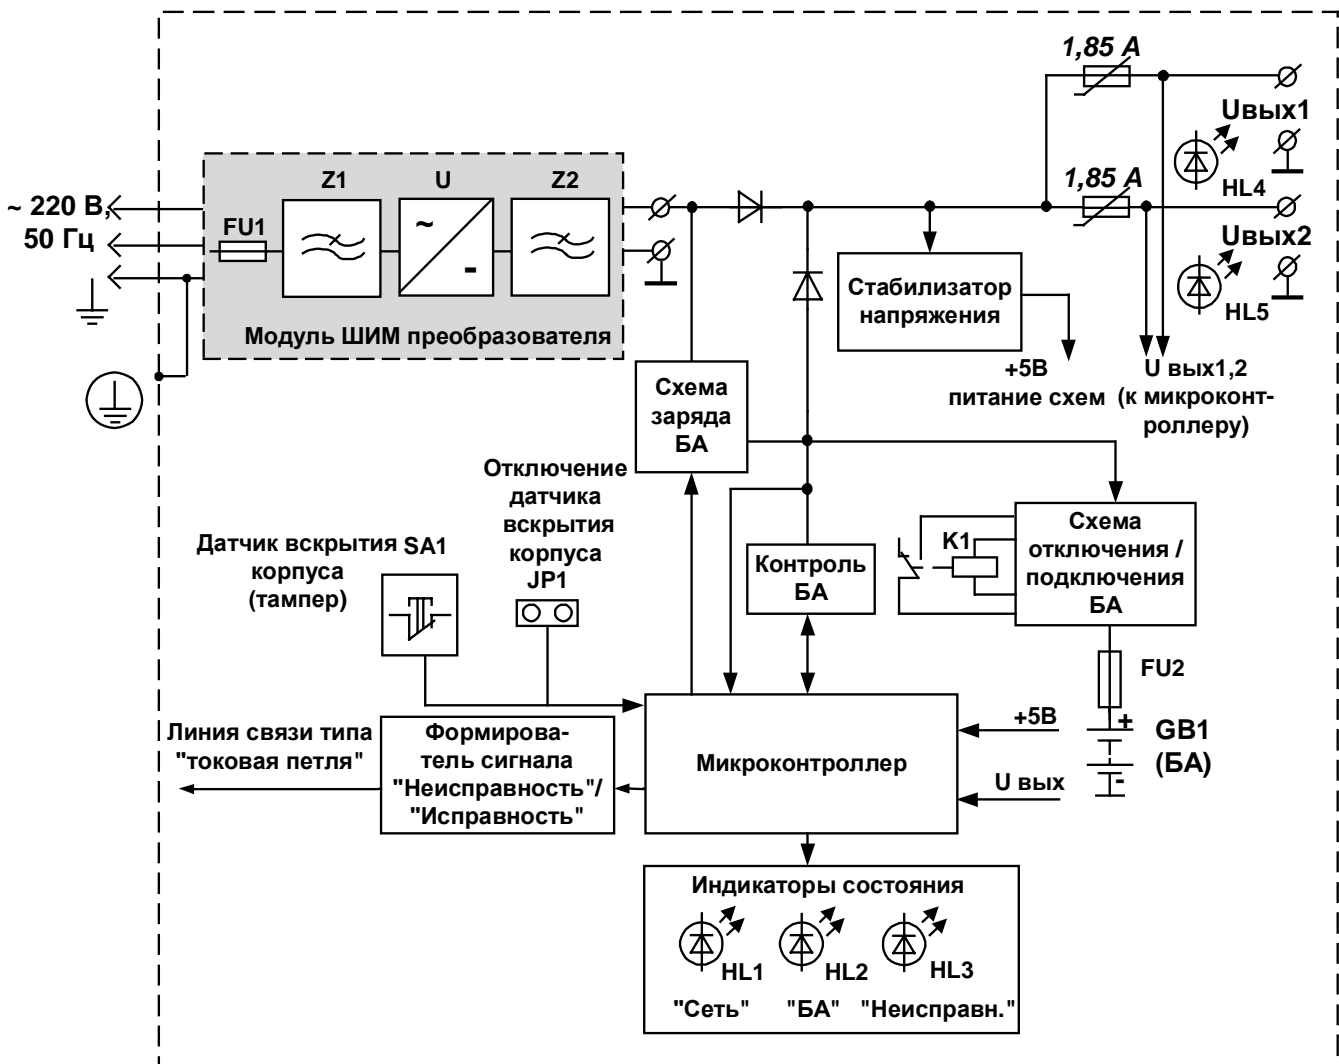 1,85 А
Uвых1
HL4
1,85 А
Uвых2
HL5
~ 220 В,
50 Гц
FU1
Z1
U
Z2
~
-
Модуль ШИМ преобразователя
Стабилизатор
напряжения
+5В
питание схем
U вых1,2
(к микроконт-
роллеру)
Схема
заряда
БА
Отключение
датчика
вскрытия
корпуса
JP1
Датчик вскрытия
корпуса
(тампер)
SA1
Контроль
БА
K1
Схема
отключения /
подключения
БА
FU2
+
GB1
(БА)
-
Линия связи типа
"токовая петля"
Формирова-
тель сигнала
"Неисправность"/
"Исправность"
Микроконтроллер
+5В
U вых
Индикаторы состояния
HL1
HL2
HL3
"Сеть"
"БА"
"Неисправн."